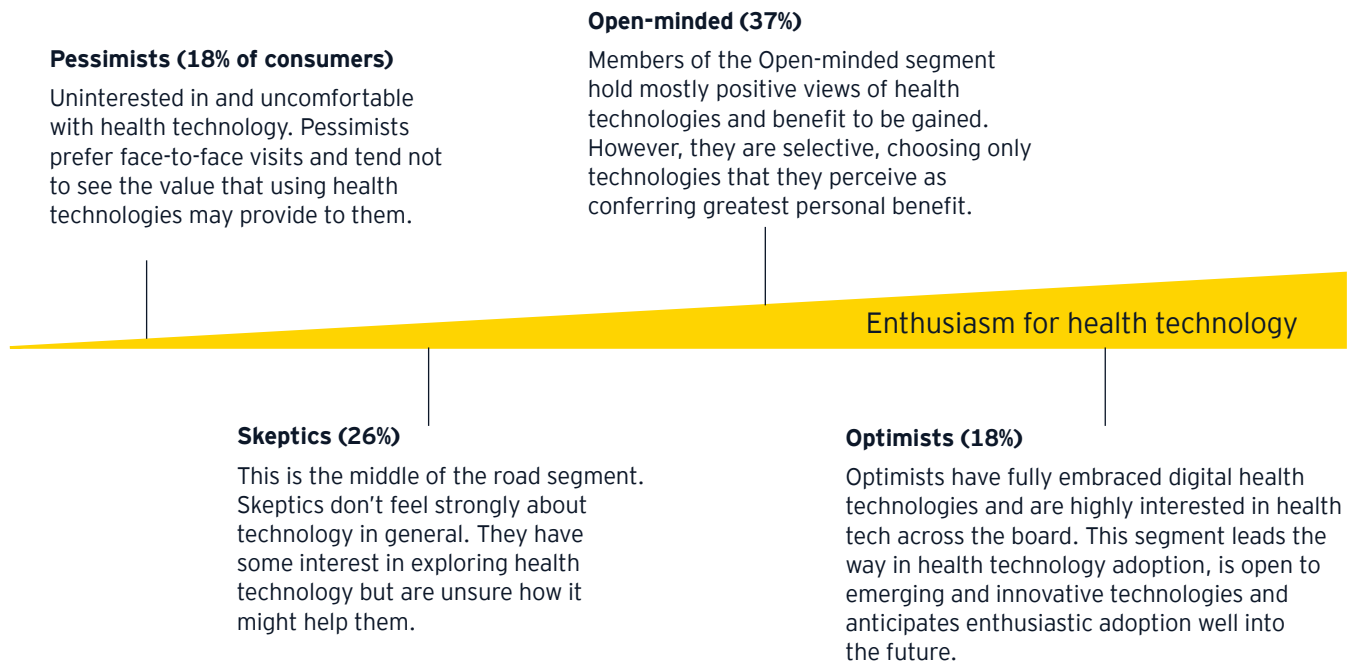 Pessimists (18% of consumers)
Uninterested in and uncomfortable
with health technology. Pessimists
prefer face-to-face visits and tend not
to see the value that using health
technologies may provide to them.
Open-minded (37%)
Members of the Open-minded segment
hold mostly positive views of health
technologies and benefit to be gained.
However, they are selective, choosing only
technologies that they perceive as
conferring greatest personal benefit.
Enthusiasm for health technology
Skeptics (26%)
This is the middle of the road segment.
Skeptics don’t feel strongly about
technology in general. They have
some interest in exploring health
technology but are unsure how it
might help them.
Optimists (18%)
Optimists have fully embraced digital health
technologies and are highly interested in health
tech across the board. This segment leads the
way in health technology adoption, is open to
emerging and innovative technologies and
anticipates enthusiastic adoption well into
the future.